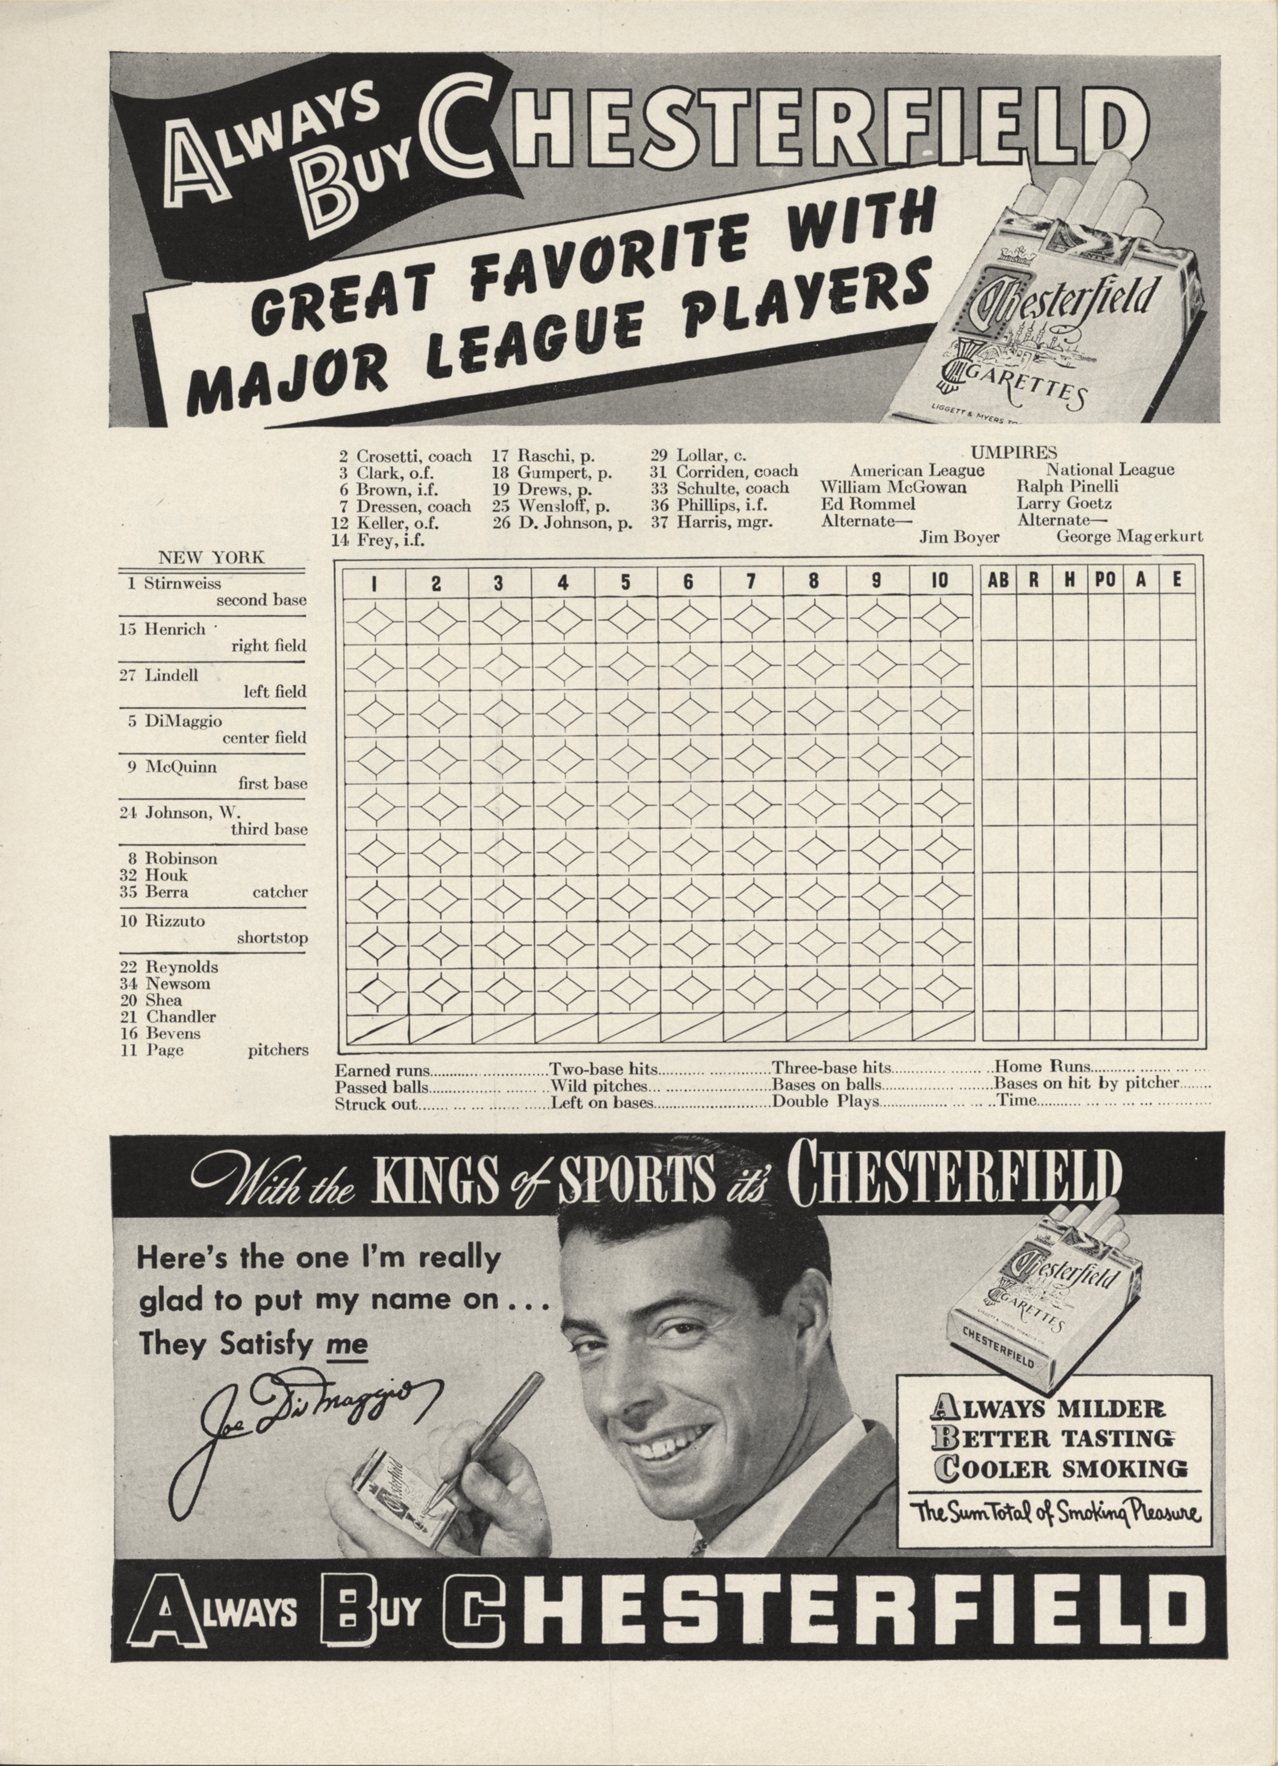 ALWAYS BUY CHESTERFIELD
GREAT FAVORITE WITH
MAJOR LEAGUE PLAYERS
Chesterfield
CIGARETTES
LIGGETT & MYERS TO
2 Crosetti, coach
3 Clark, o.f.
6 Brown, i.f.
7 Dressen, coach
12 Keller, o.f.
14 Frey, i.f.
17 Raschi, p.
18 Gumpert, p.
19 Drews, p.
25 Wensloff, p.
26 D. Johnson, p.
29 Lollar, c.
31 Corriden, coach
33 Schulte, coach
36 Phillips, i.f.
37 Harris, mgr.
UMPIRES
American League
William McGowan
Ed Rommel
Alternate—
Jim Boyer
National League
Ralph Pinelli
Larry Goetz
Alternate—
George Magerkurt
NEW YORK
1 Stirnweiss
second base
15 Henrich
right field
27 Lindell
left field
5 DiMaggio
center field
9 McQuinn
first base
24 Johnson, W.
third base
8 Robinson
32 Houk
35 Berra catcher
10 Rizzuto
shortstop
22 Reynolds
34 Newsom
20 Shea
21 Chandler
16 Bevens
11 Page pitchers
1 2 3 4 5 6 7 8 9 10 AB R H PO A E
Earned runs.......... Two-base hits.......... Three-base hits.......... Home Runs..........
Passed balls.......... Wild pitches.......... Bases on balls.......... Bases on hit by pitcher........
Struck out.......... Left on bases.......... Double Plays.......... Time..........
With the KINGS of SPORTS it's CHESTERFIELD
Here's the one I'm really
glad to put my name on...
They Satisfy me
Joe DiMaggio
Chesterfield
Chesterfield
CIGARETTES
CHESTERFIELD
ALWAYS MILDER
BETTER TASTING
COOLER SMOKING
The Sum Total of Smoking Pleasure
ALWAYS BUY CHESTERFIELD